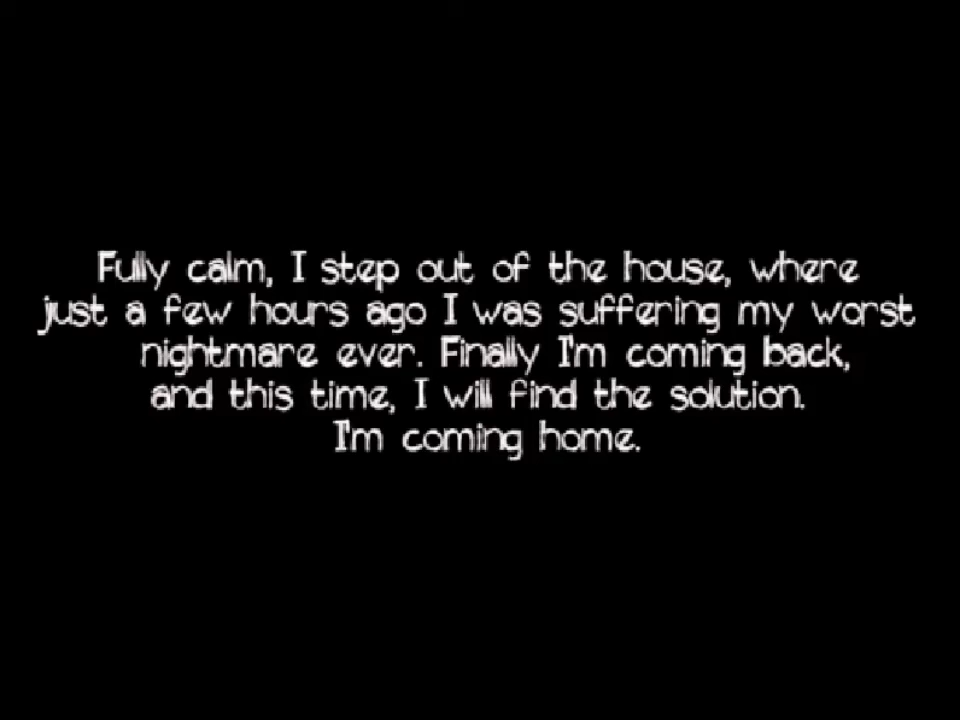 Fully calm, I step out of the house, where
just a few hours ago I was suffering my worst
nightmare ever. Finally I'm coming back,
and this time, I will find the solution.
I'm coming home.